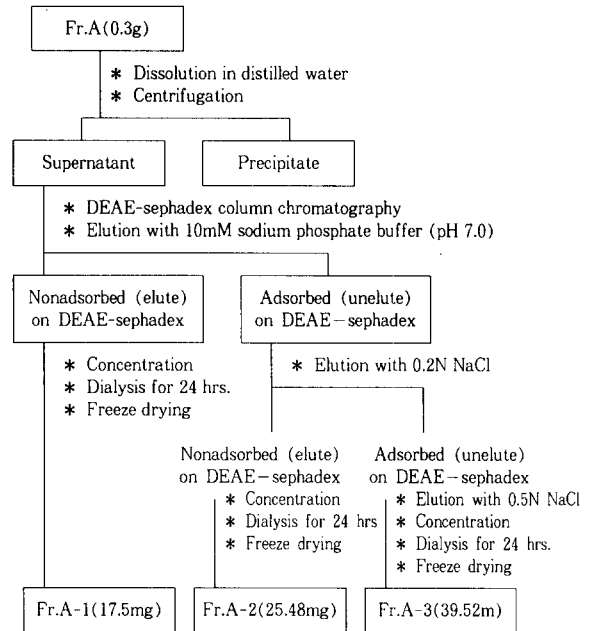 Fr.A(0.3g)
* Dissolution in distilled water
* Centrifugation
Supernatant
Precipitate
* DEAE-sephadex column chromatography
* Elution with 10mM sodium phosphate buffer (pH 7.0)
Nonadsorbed (elute)
on DEAE-sephadex
Adsorbed (unelute)
on DEAE-sephadex
* Concentration
* Dialysis for 24 hrs.
* Freeze drying
* Elution with 0.2N NaCl
Nonadsorbed (elute)
on DEAE-sephadex
* Concentration
* Dialysis for 24 hrs
* Freeze drying
Adsorbed (unelute)
on DEAE-sephadex
* Elution with 0.5N NaCl
* Concentration
* Dialysis for 24 hrs.
* Freeze drying
Fr.A-1(17.5mg)
Fr.A-2(25.48mg)
Fr.A-3(39.52m)